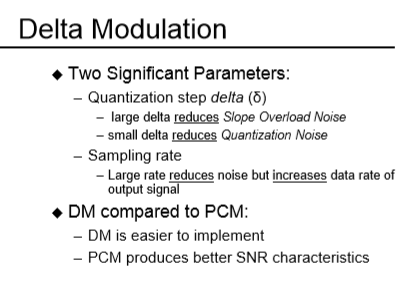 Delta Modulation
◆ Two Significant Parameters:
– Quantization step delta (δ)
– large delta reduces Slope Overload Noise
– small delta reduces Quantization Noise
– Sampling rate
– Large rate reduces noise but increases data rate of
output signal
◆ DM compared to PCM:
– DM is easier to implement
– PCM produces better SNR characteristics